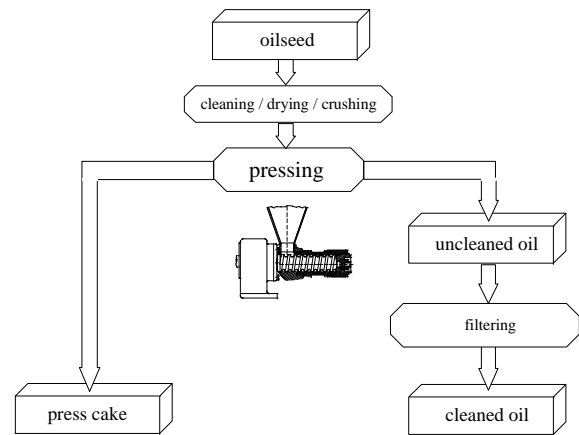 oilseed
cleaning / drying / crushing
pressing
uncleaned oil
filtering
press cake
cleaned oil